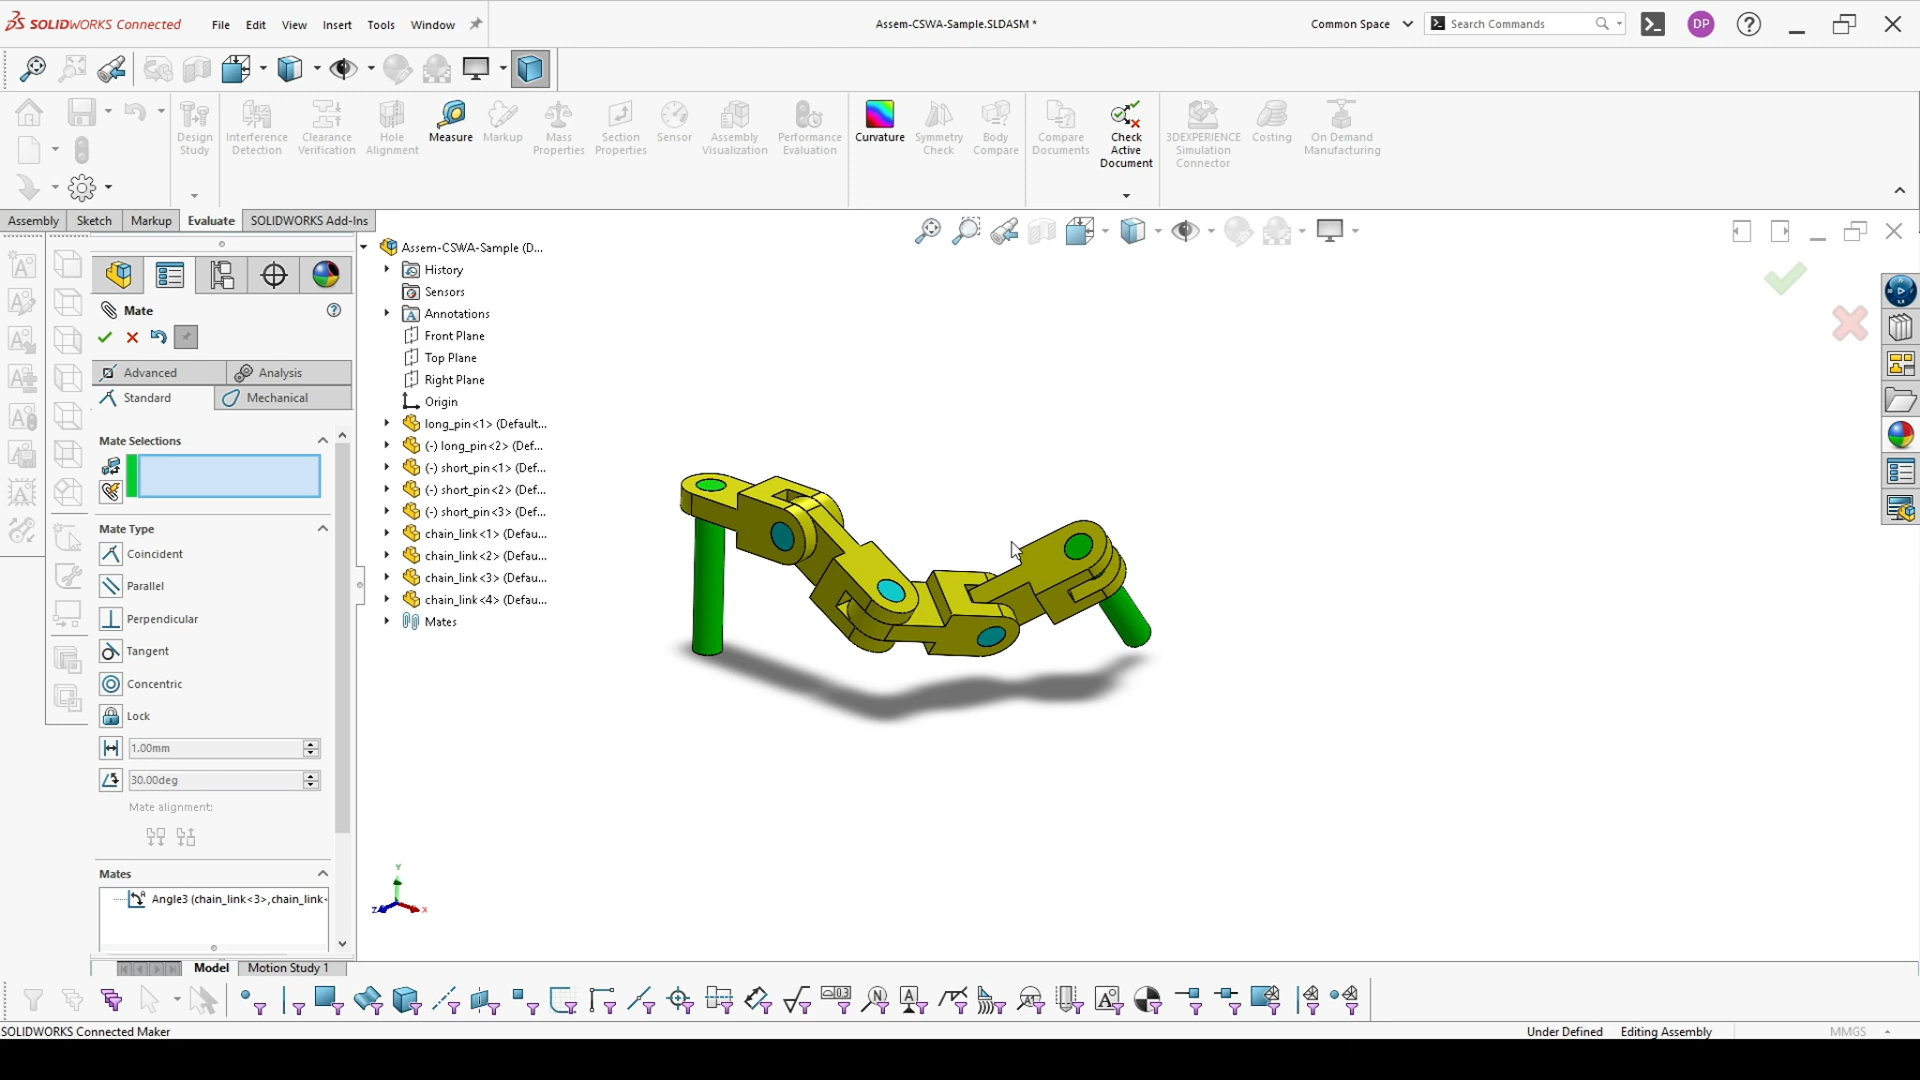 SOLIDWORKS Connected
File Edit View Insert Tools Window
Assem-CSWA-Sample.SLDASM *
Common Space
Search Commands
DP
Design Study
Interference Detection
Clearance Verification
Hole Alignment
Measure
Markup
Mass Properties
Section Properties
Sensor
Assembly Visualization
Performance Evaluation
Curvature
Symmetry Check
Body Compare
Compare Documents
Check Active Document
3DEXPERIENCE Simulation Connector
Costing
On Demand Manufacturing
Assembly Sketch Markup Evaluate SOLIDWORKS Add-Ins
Mate
Advanced Analysis
Standard Mechanical
Mate Selections
Mate Type
Coincident
Parallel
Perpendicular
Tangent
Concentric
Lock
1.00mm
30.00deg
Mate alignment:
Mates
Angle3 (chain_link<3>,chain_link<
Assem-CSWA-Sample (D...
History
Sensors
Annotations
Front Plane
Top Plane
Right Plane
Origin
long_pin<1> (Default...
(-) long_pin<2> (Def...
(-) short_pin<1> (Def...
(-) short_pin<2> (Def...
(-) short_pin<3> (Def...
chain_link<1> (Defau...
chain_link<2> (Defau...
chain_link<3> (Defau...
chain_link<4> (Defau...
Mates
Y
Z
X
Model Motion Study 1
SOLIDWORKS Connected Maker
Under Defined Editing Assembly MMGS